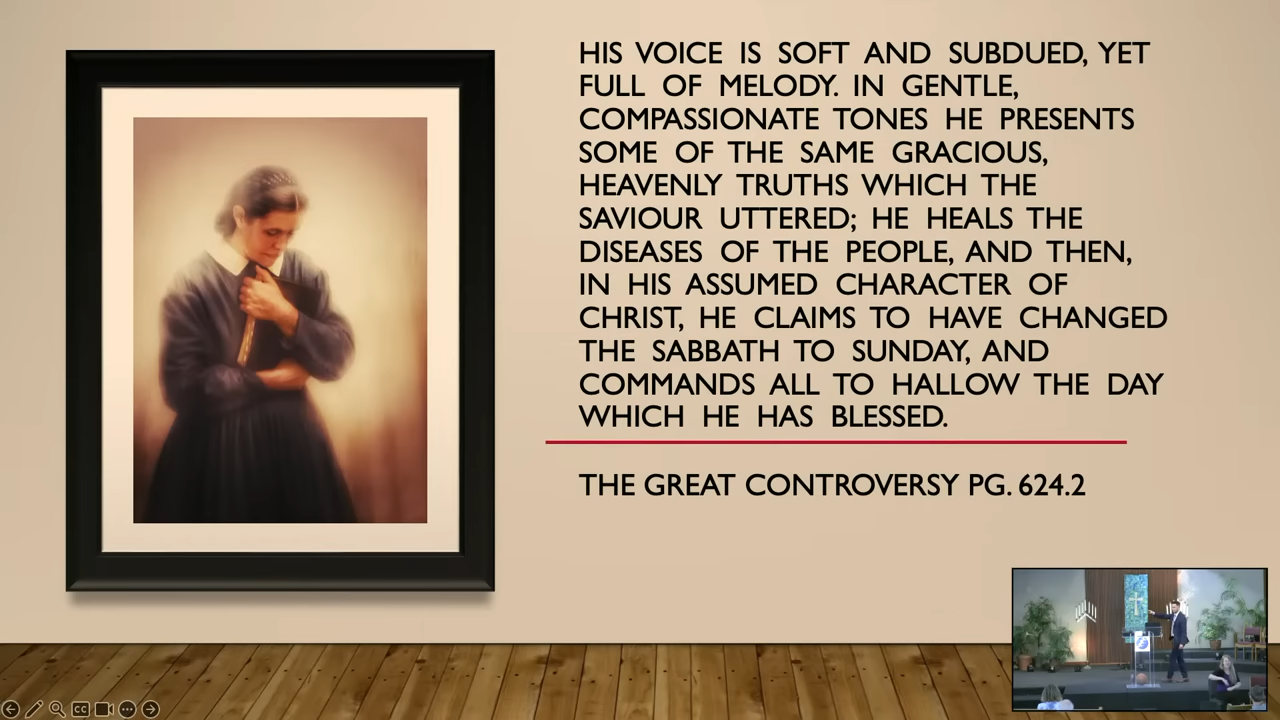 HIS VOICE IS SOFT AND SUBDUED, YET
FULL OF MELODY. IN GENTLE,
COMPASSIONATE TONES HE PRESENTS
SOME OF THE SAME GRACIOUS,
HEAVENLY TRUTHS WHICH THE
SAVIOUR UTTERED; HE HEALS THE
DISEASES OF THE PEOPLE, AND THEN,
IN HIS ASSUMED CHARACTER OF
CHRIST, HE CLAIMS TO HAVE CHANGED
THE SABBATH TO SUNDAY, AND
COMMANDS ALL TO HALLOW THE DAY
WHICH HE HAS BLESSED.
THE GREAT CONTROVERSY PG. 624.2
CC